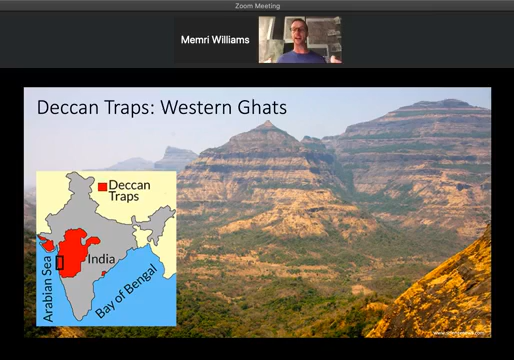 Zoom Meeting
Memri Williams
Deccan Traps: Western Ghats
Deccan
Traps
India
Arabian Sea
Bay of Bengal